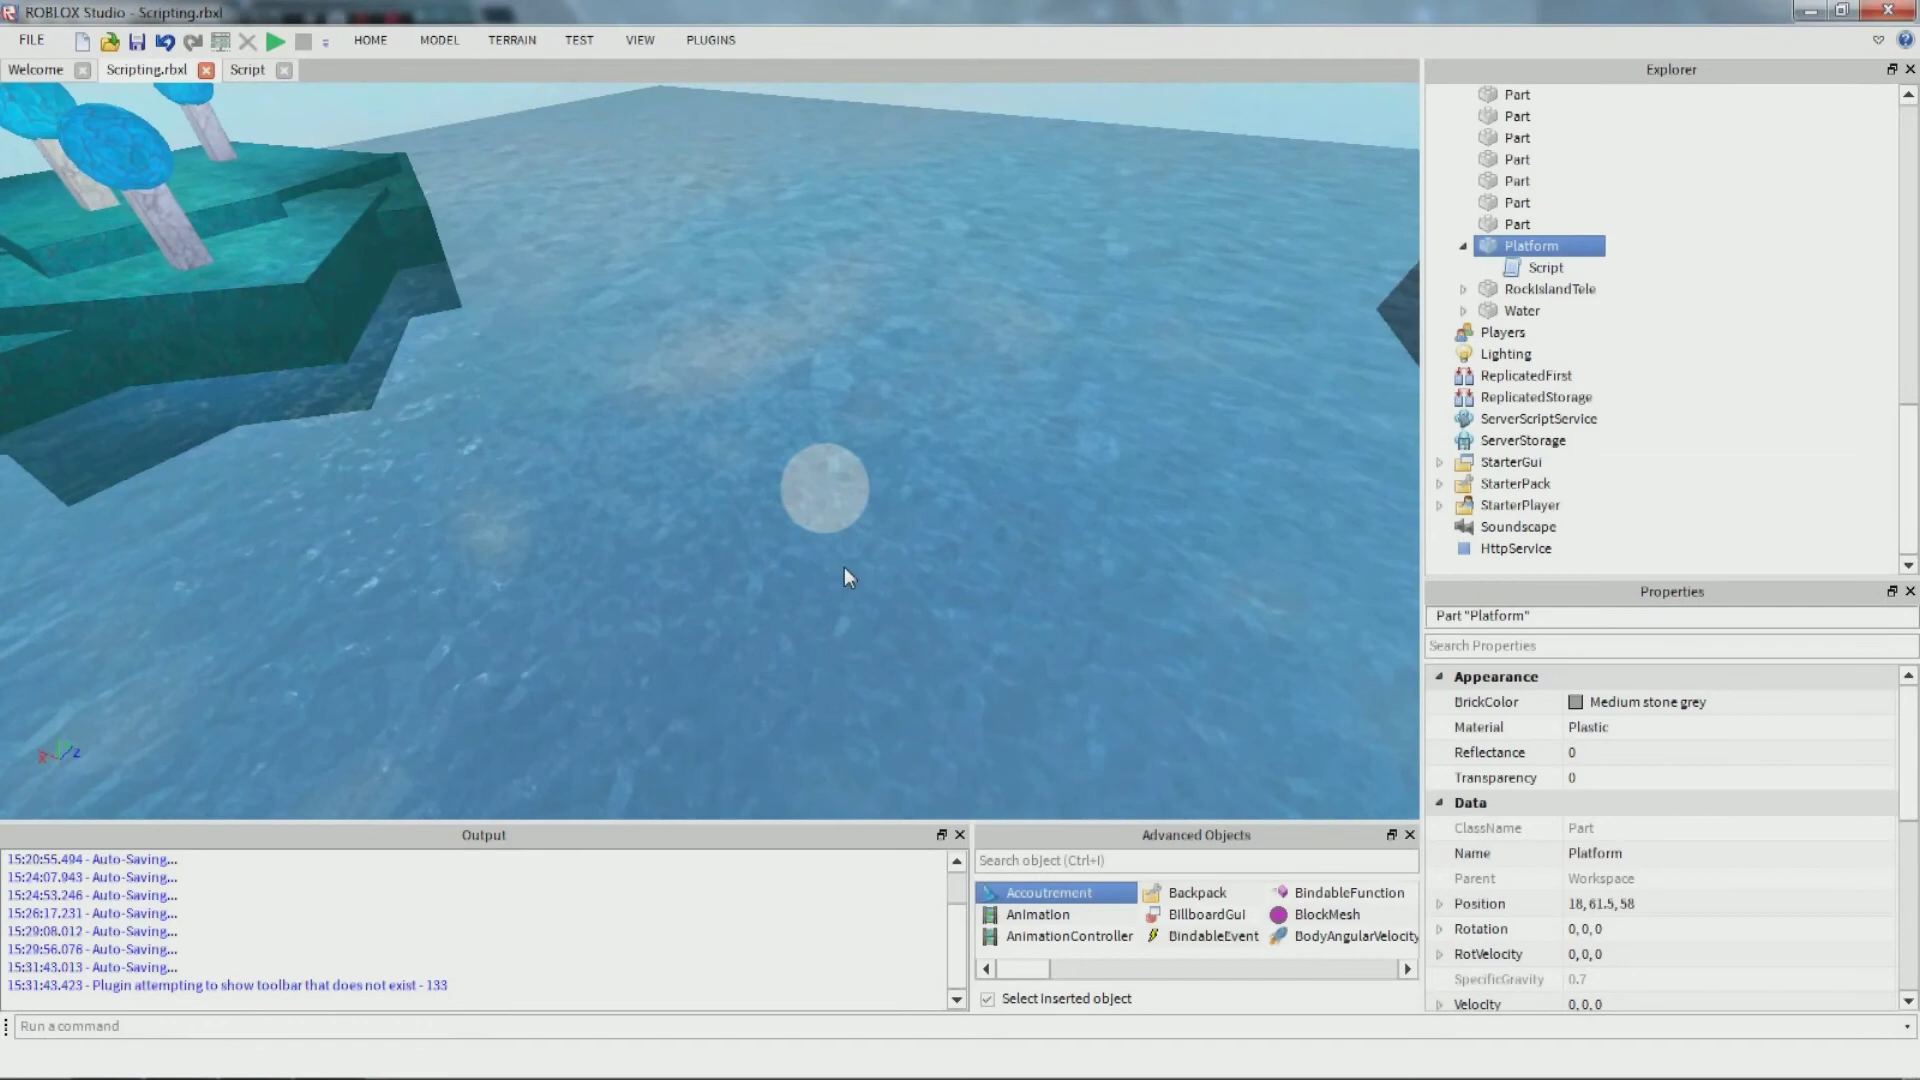 ROBLOX Studio - Scripting.rbxl
FILE HOME MODEL TERRAIN TEST VIEW PLUGINS
Welcome Scripting.rbxl Script
Explorer
Part
Part
Part
Part
Part
Part
Part
Platform
Script
RockIslandTele
Water
Players
Lighting
ReplicatedFirst
ReplicatedStorage
ServerScriptService
ServerStorage
StarterGui
StarterPack
StarterPlayer
Soundscape
HttpService
Properties
Part "Platform"
Search Properties
Appearance
BrickColor Medium stone grey
Material Plastic
Reflectance 0
Transparency 0
Data
ClassName Part
Name Platform
Parent Workspace
Position 18, 61.5, 58
Rotation 0, 0, 0
RotVelocity 0, 0, 0
SpecificGravity 0.7
Velocity 0, 0, 0
X Z
Output
15:20:55.494 - Auto-Saving...
15:24:07.943 - Auto-Saving...
15:24:53.246 - Auto-Saving...
15:26:17.231 - Auto-Saving...
15:29:08.012 - Auto-Saving...
15:29:56.076 - Auto-Saving...
15:31:43.013 - Auto-Saving...
15:31:43.423 - Plugin attempting to show toolbar that does not exist - 133
Advanced Objects
Search object (Ctrl+I)
Accoutrement Backpack BindableFunction
Animation BillboardGui BlockMesh
AnimationController BindableEvent BodyAngularVelocity
Select Inserted object
Run a command